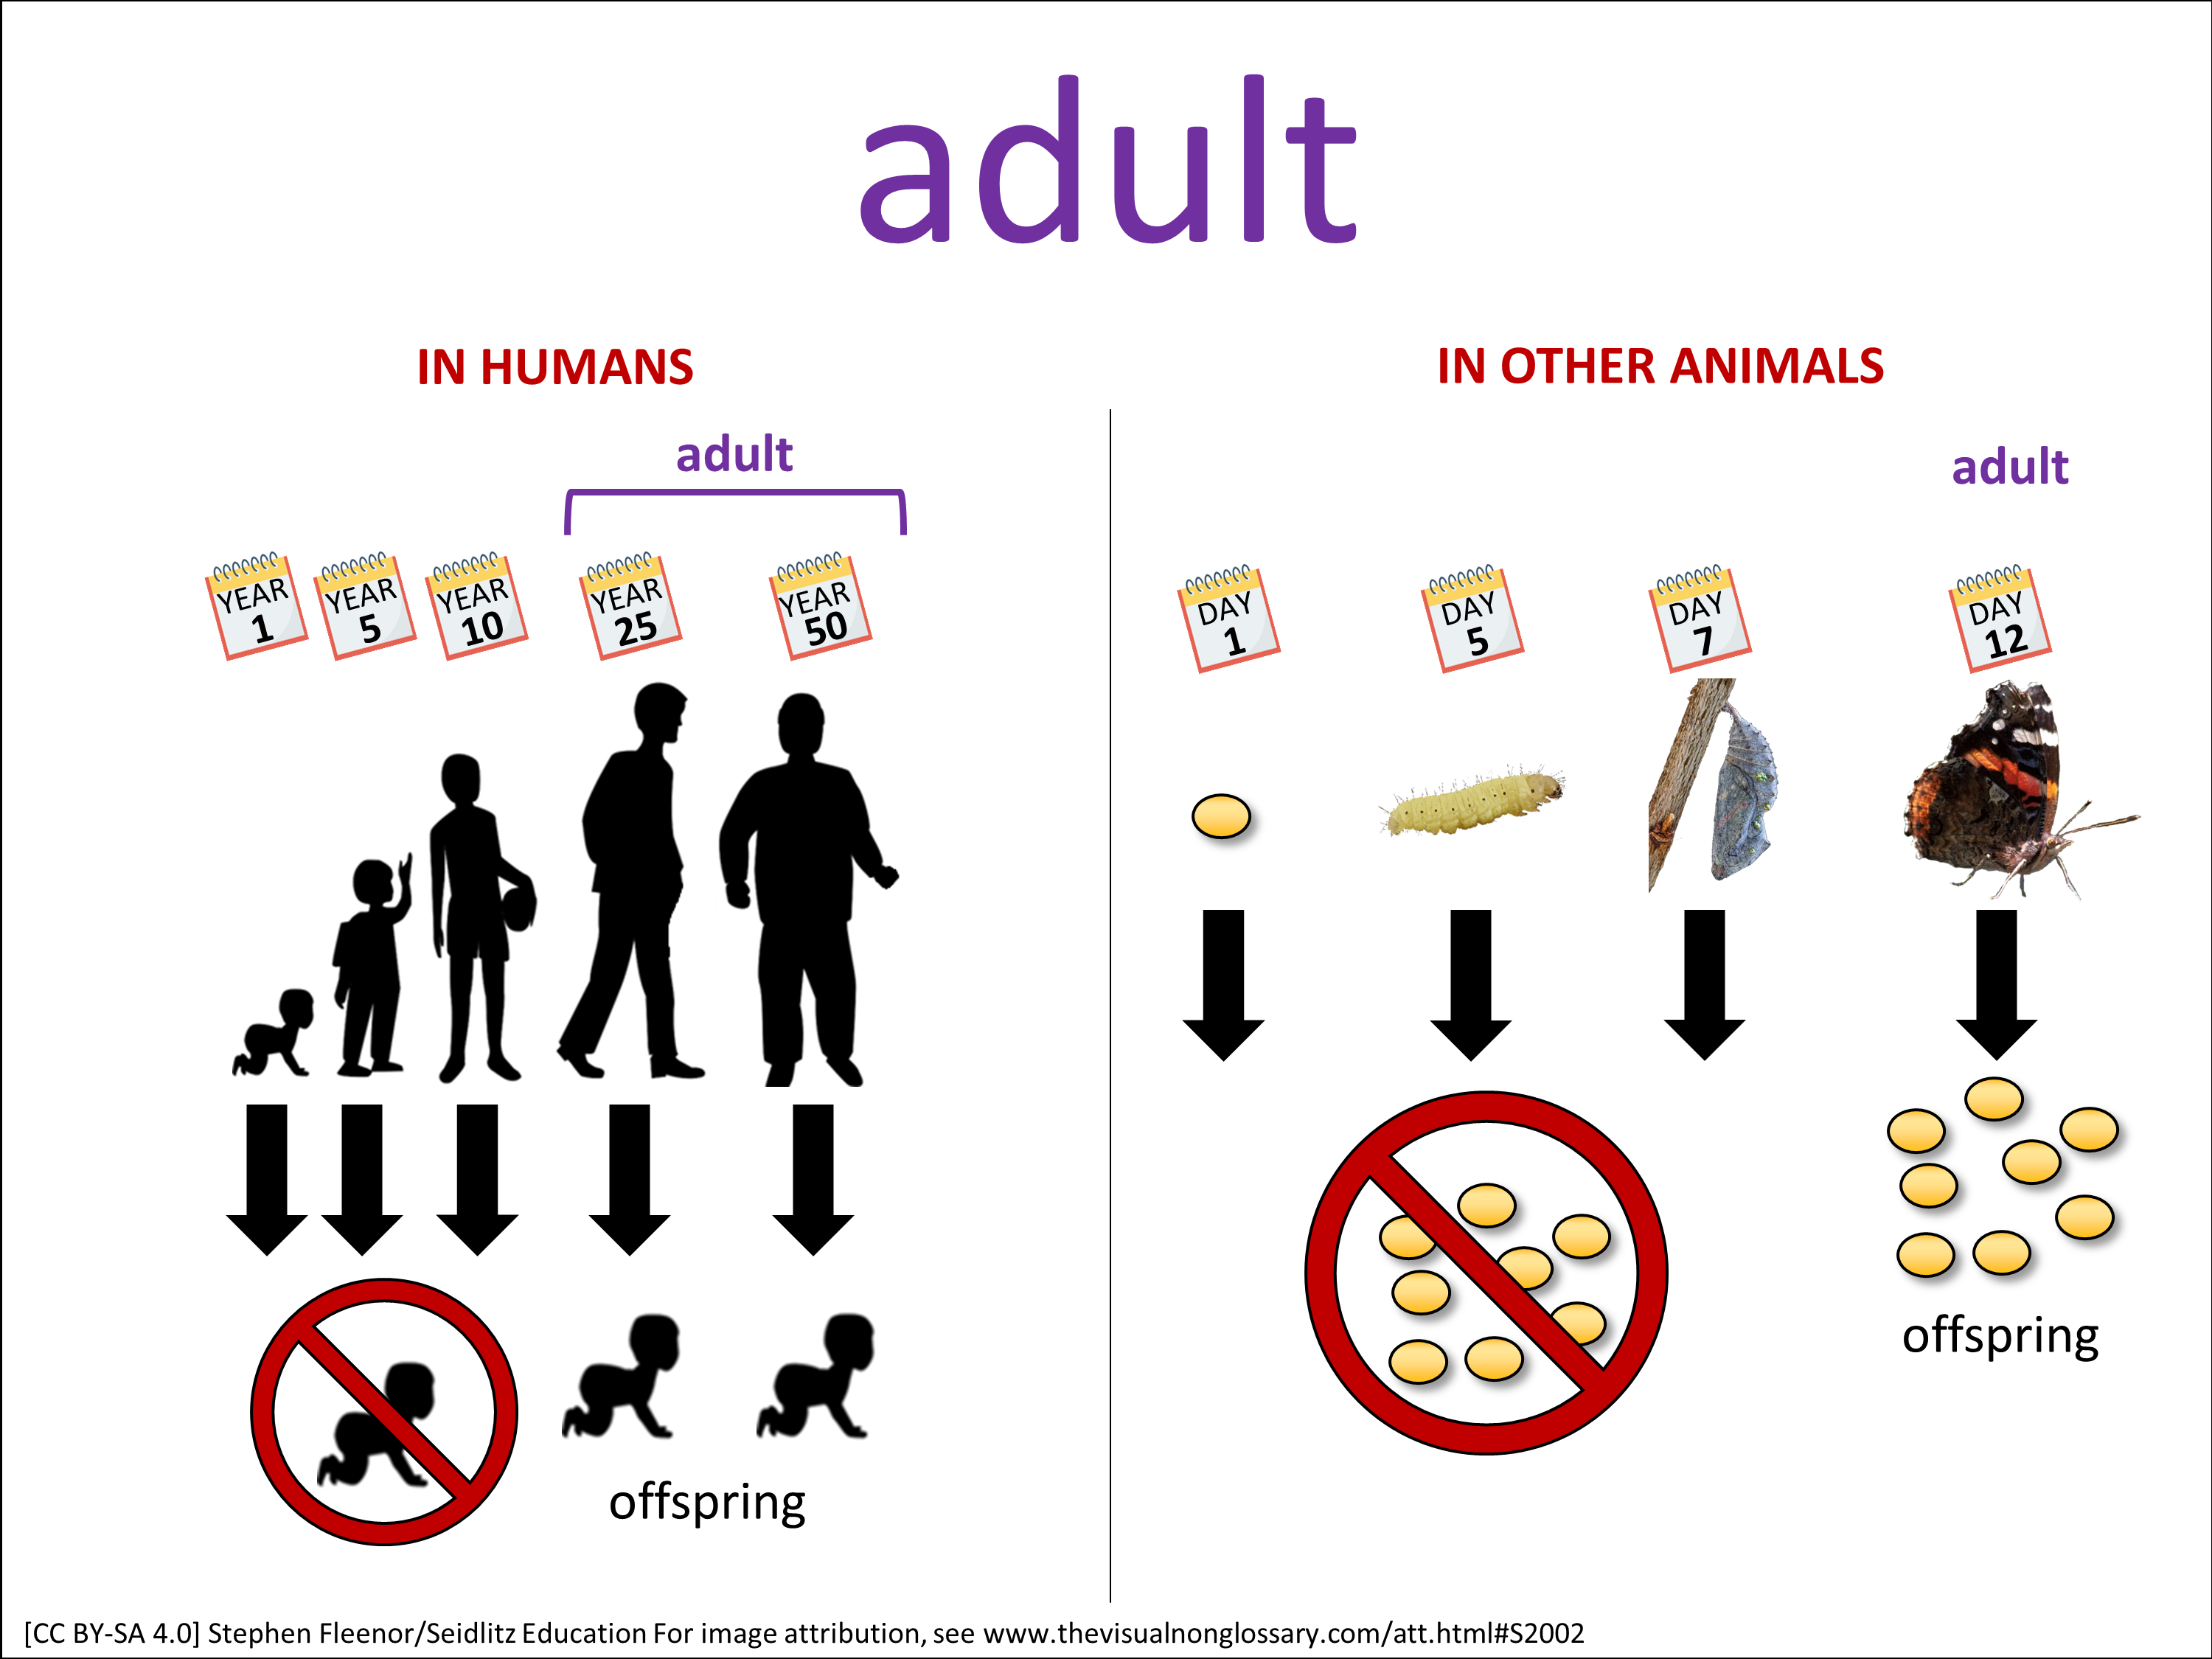 adult
IN HUMANS
adult
YEAR
1
YEAR
5
YEAR
10
YEAR
25
YEAR
50
offspring
IN OTHER ANIMALS
adult
DAY
1
DAY
5
DAY
7
DAY
12
offspring
[CC BY-SA 4.0] Stephen Fleenor/Seidlitz Education For image attribution, see www.thevisualnonglossary.com/att.html#S2002